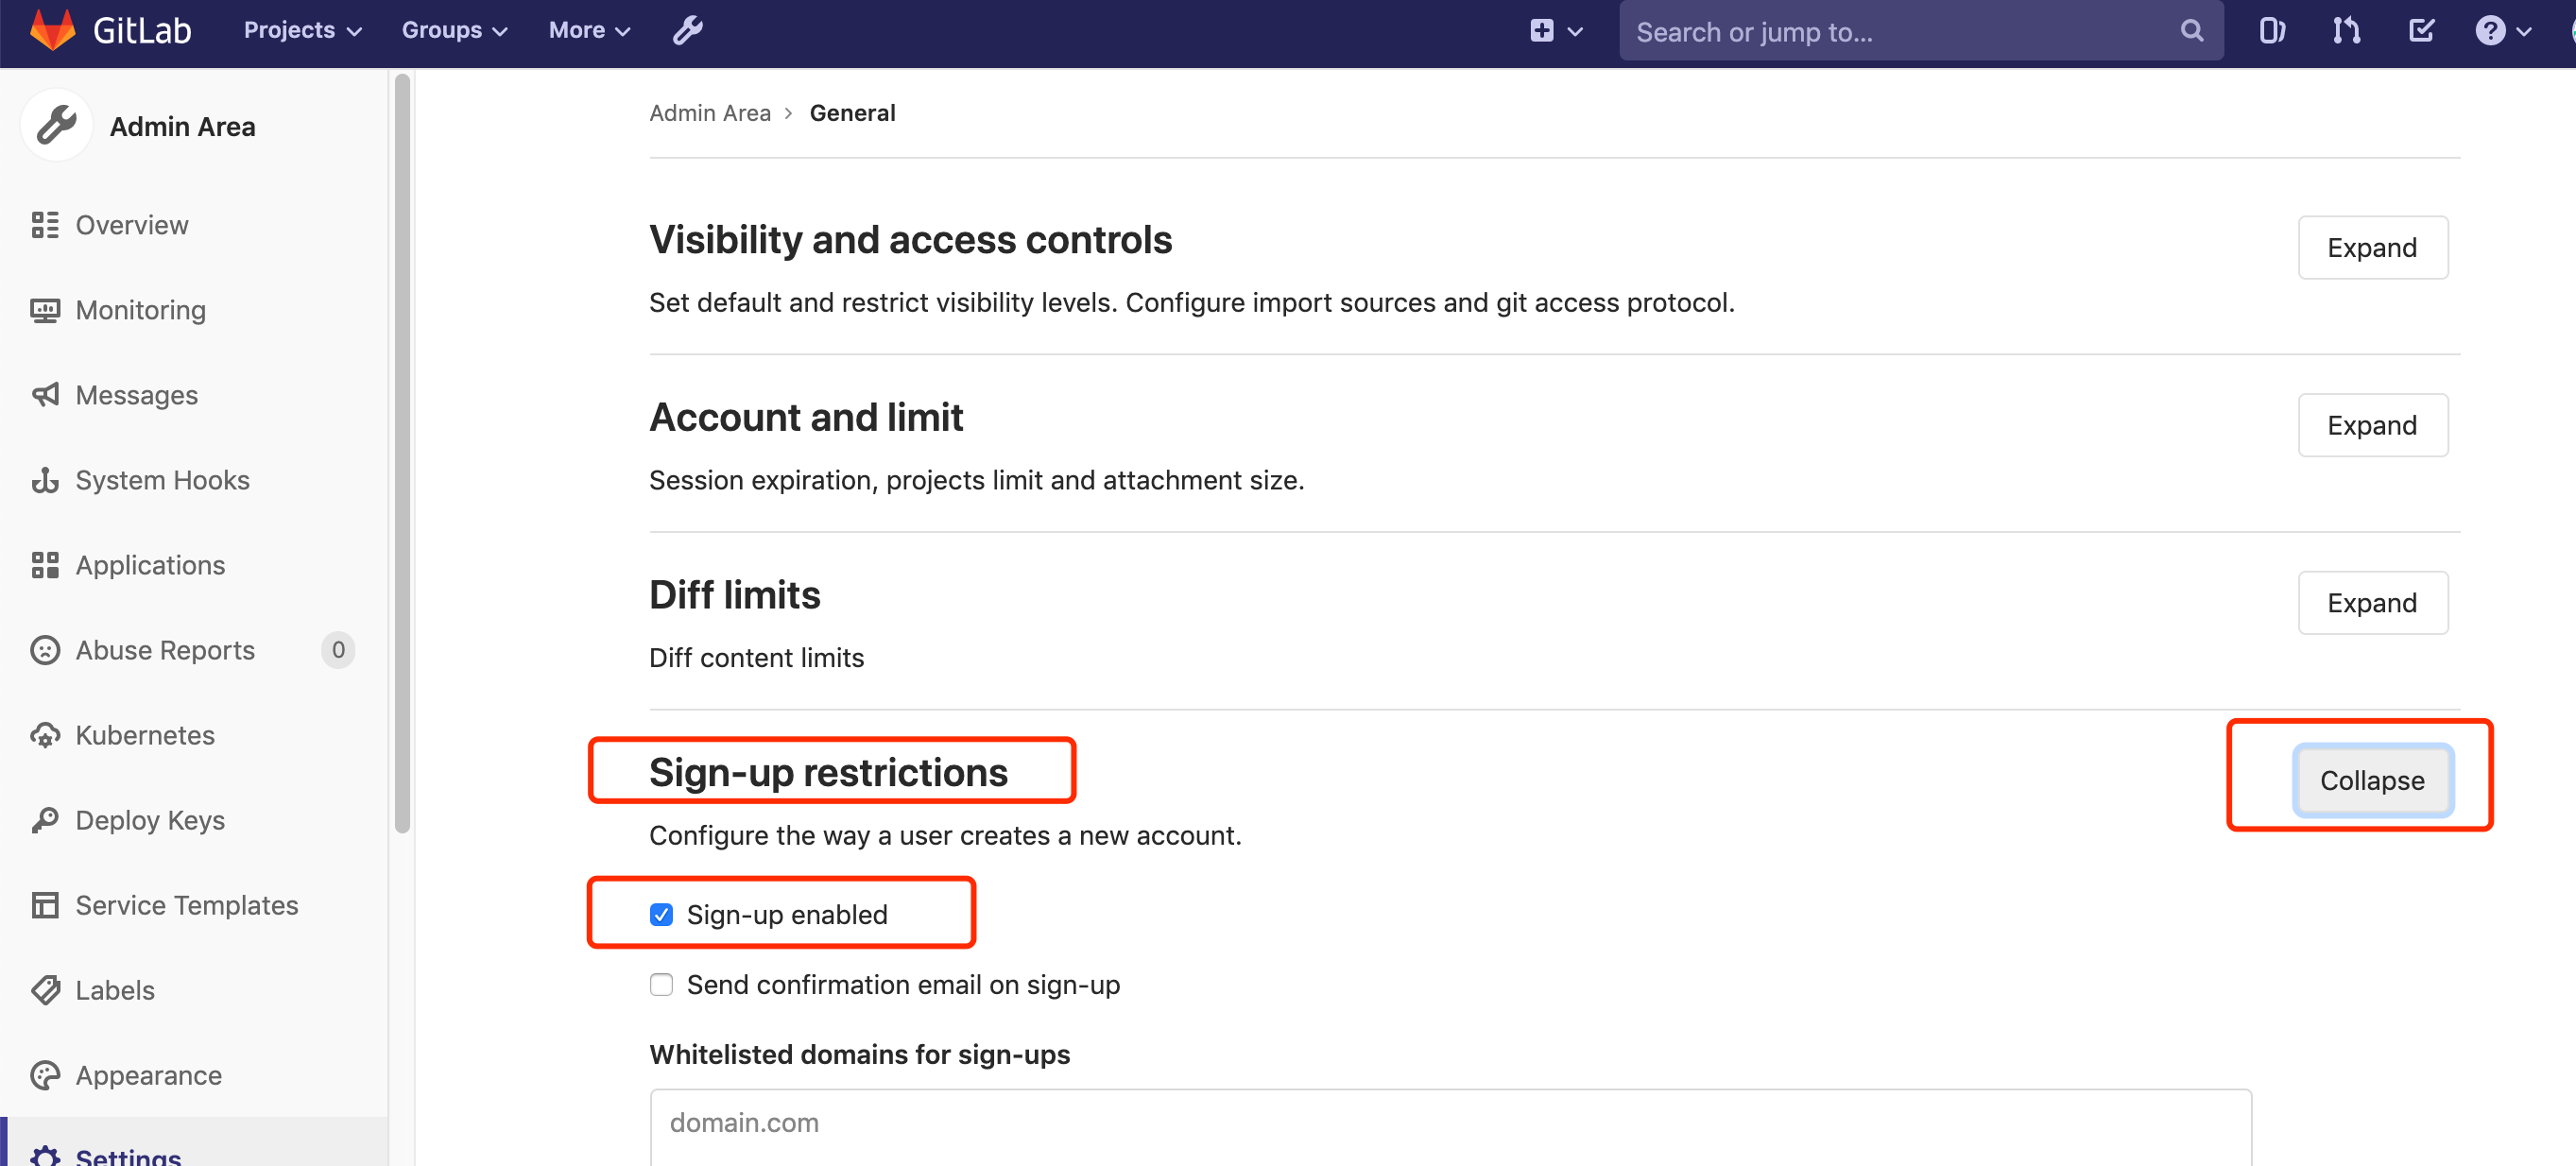 GitLab Projects Groups More Search or jump to...
Admin Area
Overview
Monitoring
Messages
System Hooks
Applications
Abuse Reports 0
Kubernetes
Deploy Keys
Service Templates
Labels
Appearance
Settings
Admin Area > General
Visibility and access controls
Expand
Set default and restrict visibility levels. Configure import sources and git access protocol.
Account and limit
Expand
Session expiration, projects limit and attachment size.
Diff limits
Expand
Diff content limits
Sign-up restrictions
Collapse
Configure the way a user creates a new account.
Sign-up enabled
Send confirmation email on sign-up
Whitelisted domains for sign-ups
domain.com